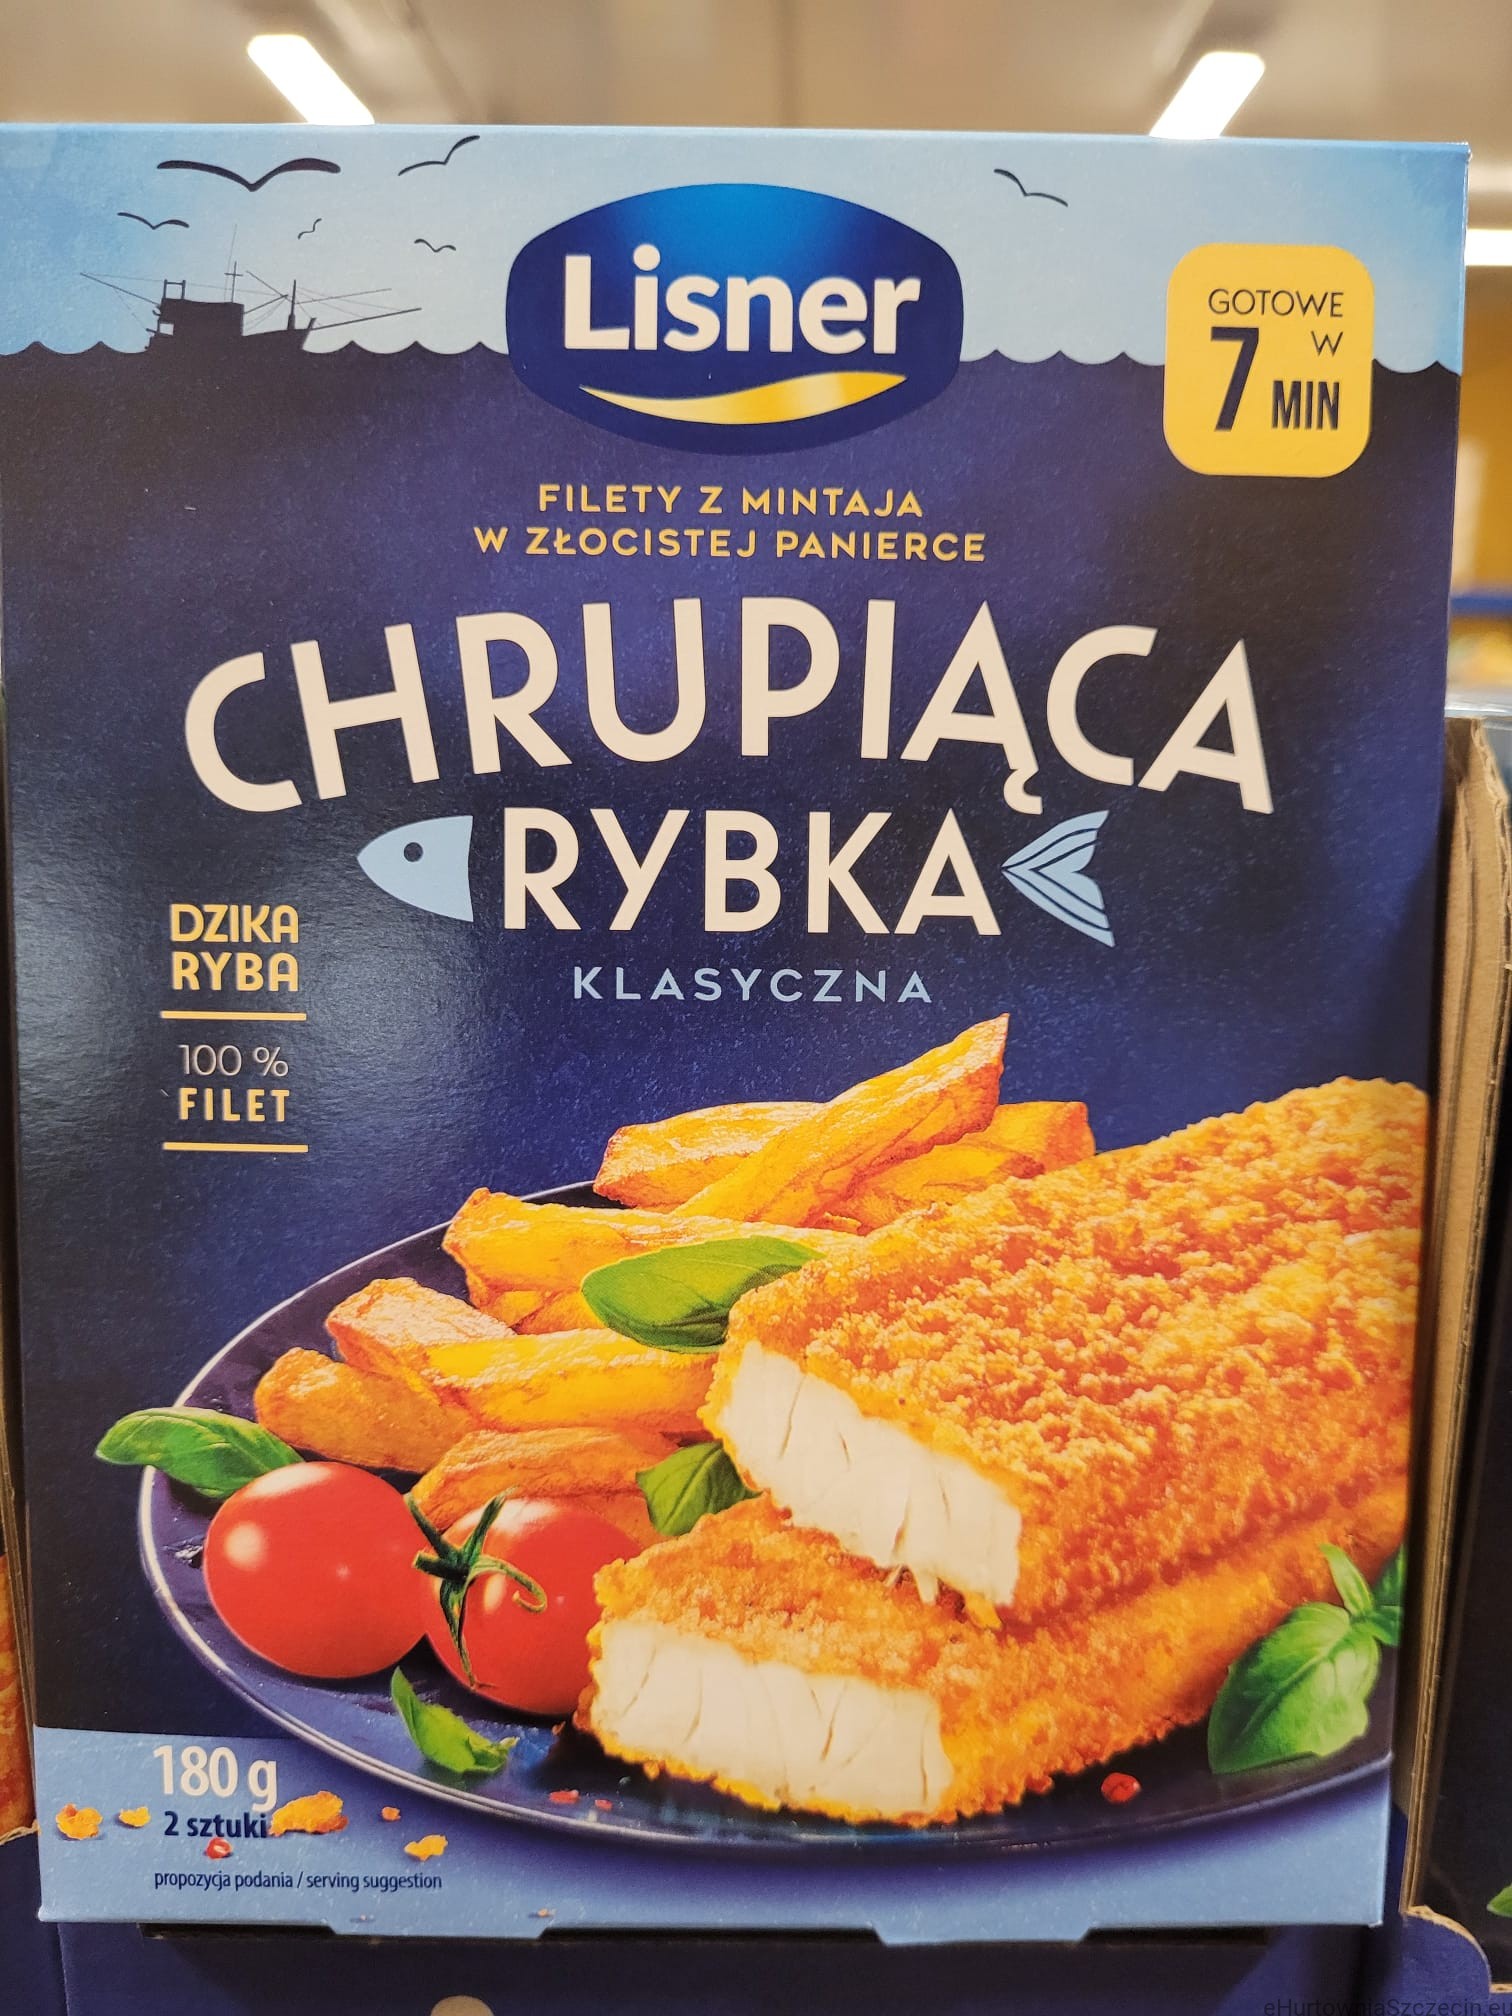 Lisner
GOTOWE
W
7 MIN
FILETY Z MINTAJA
W ZŁOCISTEJ PANIERCE
CHRUPIĄCA
RYBKA
KLASYCZNA
DZIKA
RYBA
100 %
FILET
180 g
2 sztuki
propozycja podania / serving suggestion